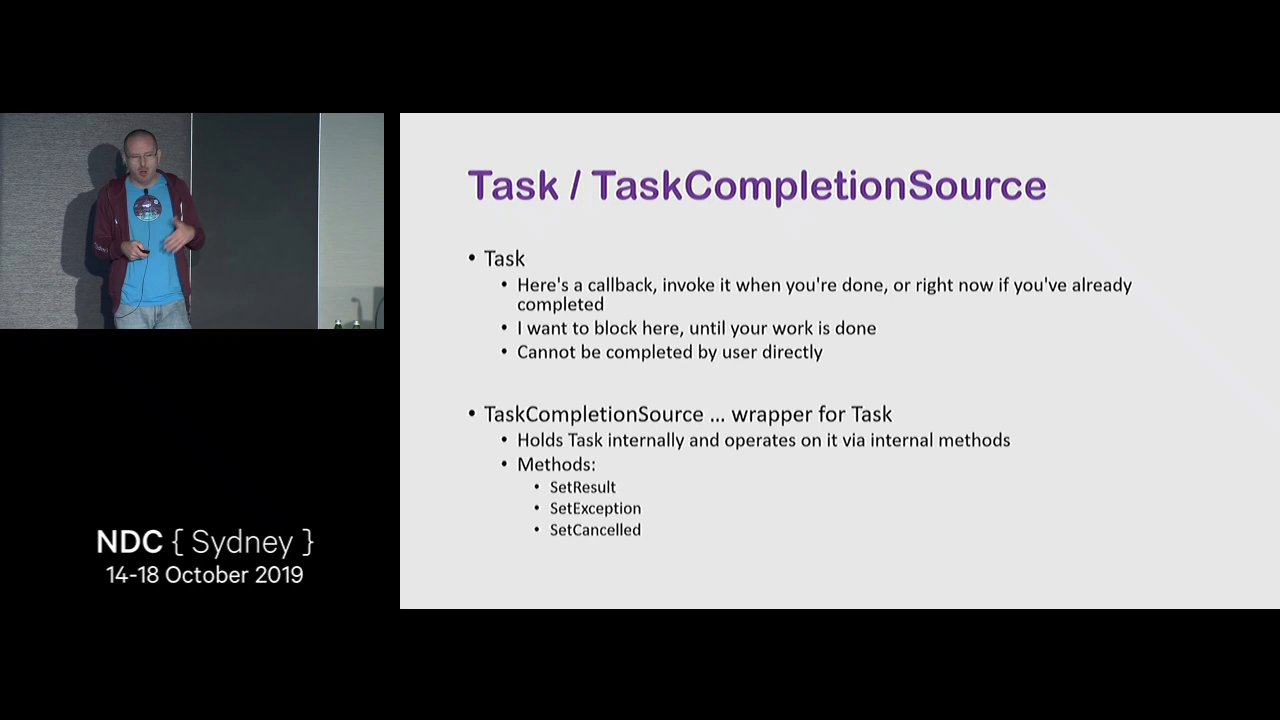 Task / TaskCompletionSource
• Task
• Here's a callback, invoke it when you're done, or right now if you've already
completed
• I want to block here, until your work is done
• Cannot be completed by user directly
• TaskCompletionSource ... wrapper for Task
• Holds Task internally and operates on it via internal methods
• Methods:
• SetResult
• SetException
• SetCancelled
NDC { Sydney }
14-18 October 2019